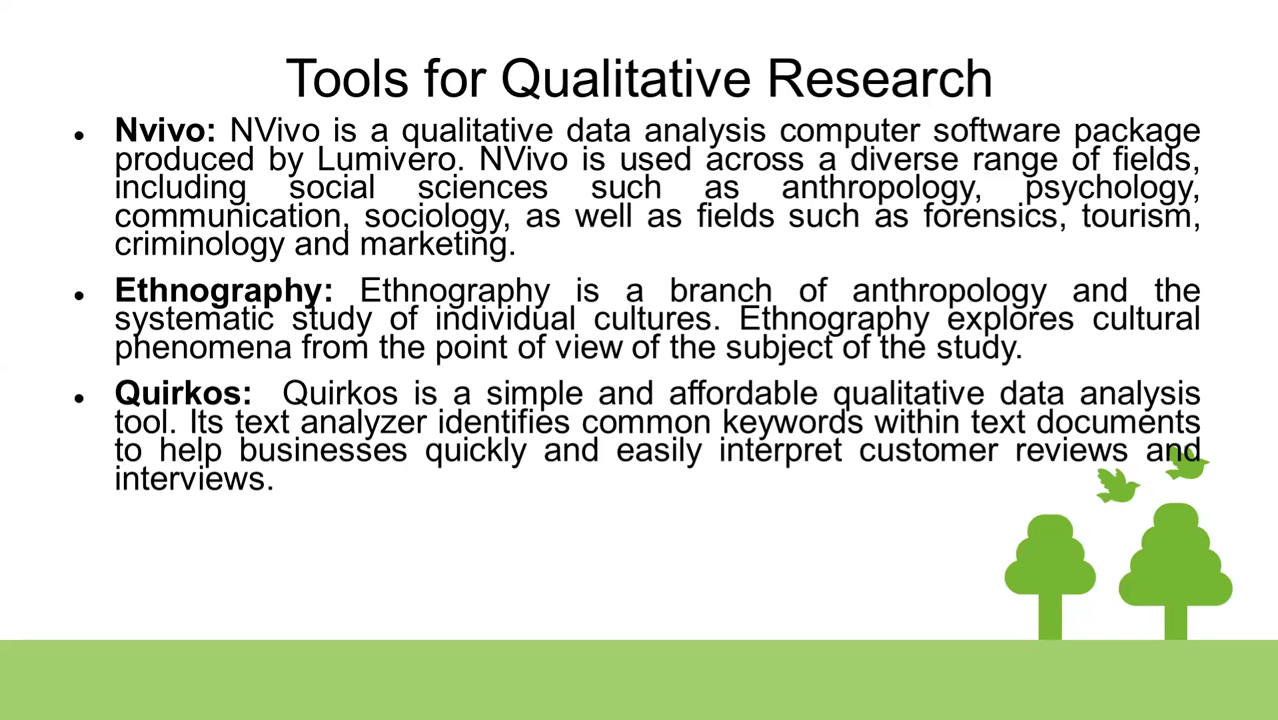 Tools for Qualitative Research
• Nvivo: NVivo is a qualitative data analysis computer software package
produced by Lumivero. NVivo is used across a diverse range of fields,
including social sciences such as anthropology, psychology,
communication, sociology, as well as fields such as forensics, tourism,
criminology and marketing.
• Ethnography: Ethnography is a branch of anthropology and the
systematic study of individual cultures. Ethnography explores cultural
phenomena from the point of view of the subject of the study.
• Quirkos: Quirkos is a simple and affordable qualitative data analysis
tool. Its text analyzer identifies common keywords within text documents
to help businesses quickly and easily interpret customer reviews and
interviews.